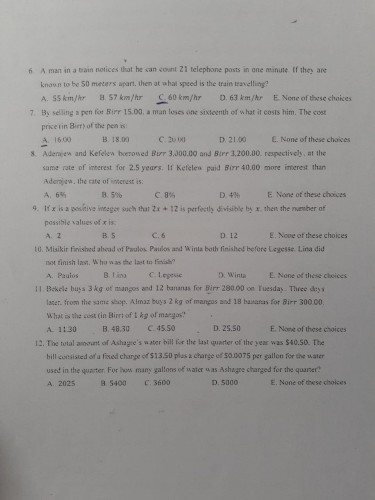 6. A man in a train notices that he can count 21 telephone posts in one minute. If they are
known to be 50 meters apart, then at what speed is the train travelling?
A. 55 km/hr B. 57 km/hr C. 60 km/hr D. 63 km/hr E. None of these choices
7. By selling a pen for Birr 15.00, a man loses one sixteenth of what it costs him. The cost
price (in Birr) of the pen is:
A. 16.00 B. 18.00 C. 20.00 D. 21.00 E. None of these choices
8. Aderajew and Kefelew borrowed Birr 3,000.00 and Birr 3,200.00, respectively, at the
same rate of interest for 2.5 years. If Kefelew paid Birr 40.00 more interest than
Aderajew, the rate of interest is:
A. 6% B. 5% C. 8% D. 4% E. None of these choices
9. If x is a positive integer such that 2x + 12 is perfectly divisible by x, then the number of
possible values of x is:
A. 2 B. 5 C. 6 D. 12 E. None of these choices
10. Misikir finished ahead of Paulos. Paulos and Winta both finished before Legesse. Lina did
not finish last. Who was the last to finish?
A. Paulos B. Lina C. Legesse D. Winta E. None of these choices
11. Bekele buys 3 kg of mangos and 12 bananas for Birr 280.00 on Tuesday. Three days
later, from the same shop, Almaz buys 2 kg of mangos and 18 bananas for Birr 300.00.
What is the cost (in Birr) of 1 kg of mangos?
A. 11.30 B. 48.30 C. 45.50 D. 25.50 E. None of these choices
12. The total amount of Ashagre's water bill for the last quarter of the year was $40.50. The
bill consisted of a fixed charge of $13.50 plus a charge of $0.0075 per gallon for the water
used in the quarter. For how many gallons of water was Ashagre charged for the quarter?
A. 2025 B. 5400 C. 3600 D. 5000 E. None of these choices